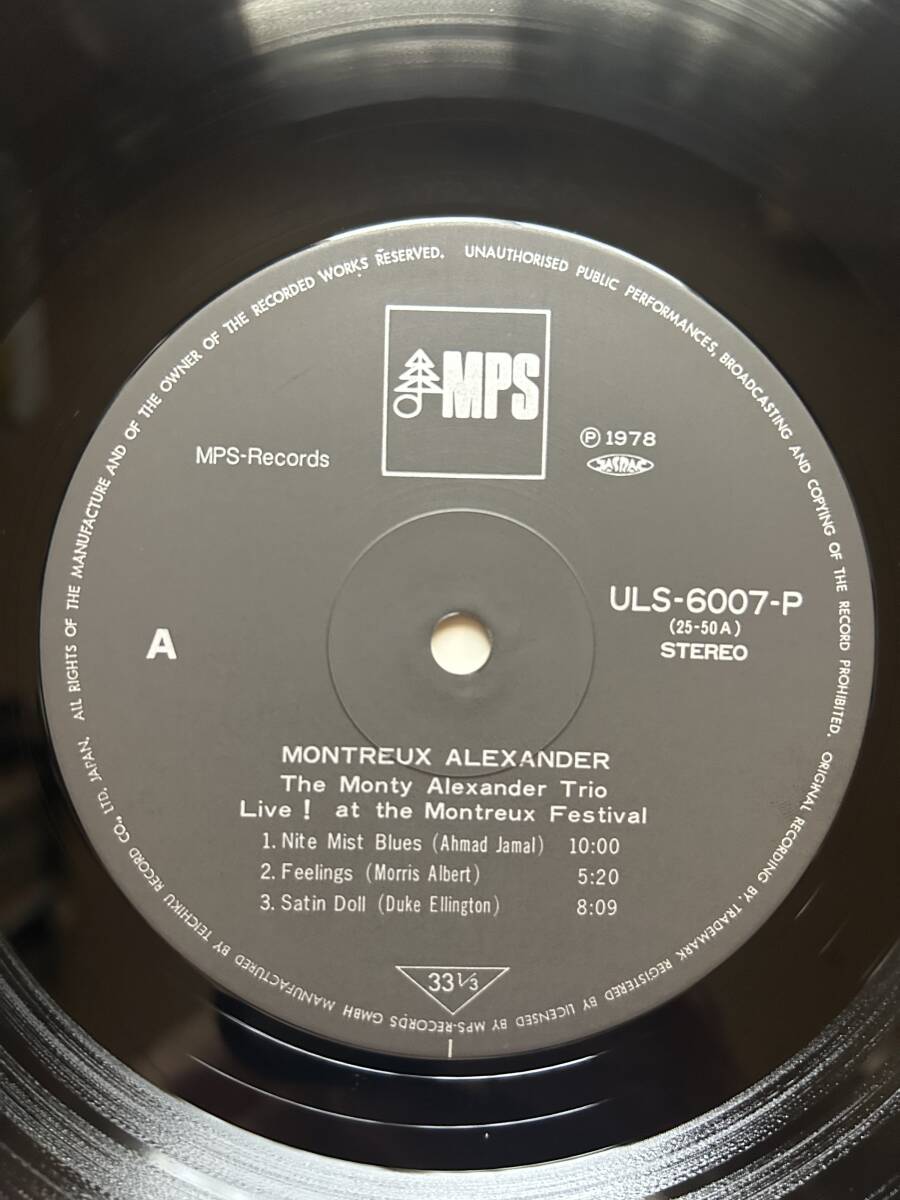 ALL RIGHTS OF THE MANUFACTURE AND OF THE OWNER OF THE RECORDED WORKS RESERVED. UNAUTHORISED PUBLIC PERFORMANCES, BROADCASTING AND COPYING OF THE RECORD PROHIBITED. ORIGINAL RECORDING BY. TRADEMARK REGISTERED BY LICENSED BY MPS-RECORDS GMBH MANUFACTURED BY TEICHIKU RECORD CO., LTD. JAPAN.
MPS
MPS-Records
Ⓟ 1978
JASRAC
A
ULS-6007-P
(25-50A)
STEREO
MONTREUX ALEXANDER
The Monty Alexander Trio
Live! at the Montreux Festival
1. Nite Mist Blues (Ahmad Jamal) 10:00
2. Feelings (Morris Albert) 5:20
3. Satin Doll (Duke Ellington) 8:09
33 1/3